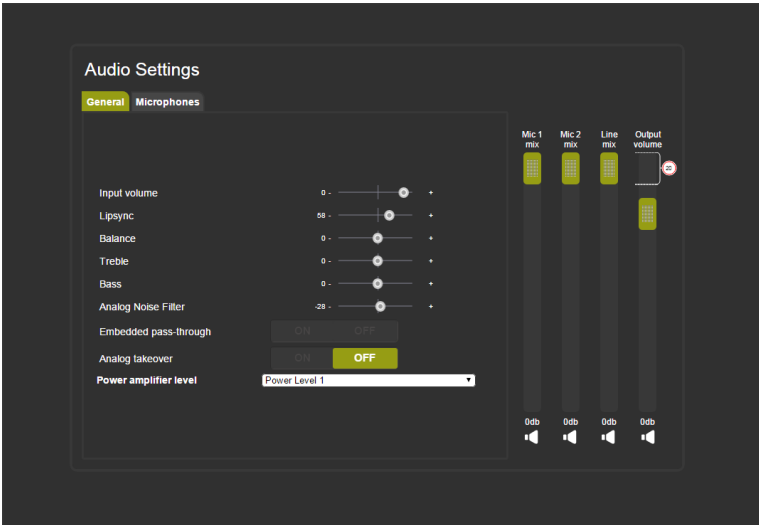 Audio Settings
General Microphones
Mic 1 mix Mic 2 mix Line mix Output volume
Input volume 0 - +
Lipsync 58 - +
Balance 0 - +
Treble 0 - +
Bass 0 - +
Analog Noise Filter -28 - +
Embedded pass-through ON OFF
Analog takeover ON OFF
Power amplifier level Power Level 1
0db 0db 0db 0db